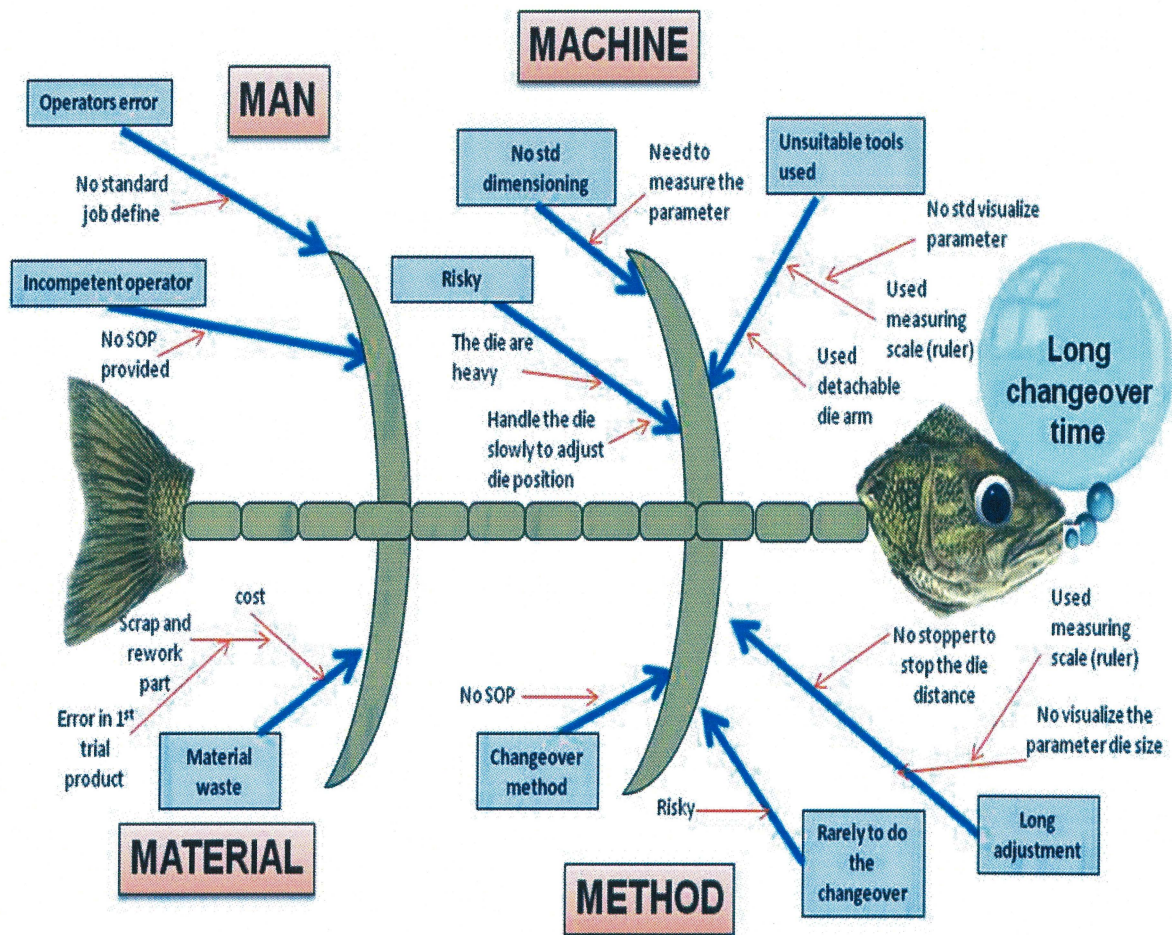 MACHINE
MAN
Operators error
No standard
job define
Incompetent operator
No SOP
provided
No std
dimensioning
Need to
measure the
parameter
Unsuitable tools
used
No std visualize
parameter
Used
measuring
scale (ruler)
Used
detachable
die arm
Risky
The die are
heavy
Handle the die
slowly to adjust
die position
Long
changeover
time
cost
Scrap and
rework
part
Error in 1st
trial
product
Material
waste
MATERIAL
No SOP
Changeover
method
Risky
Rarely to do
the
changeover
No stopper to
stop the die
distance
Used
measuring
scale (ruler)
No visualize the
parameter die size
Long
adjustment
METHOD